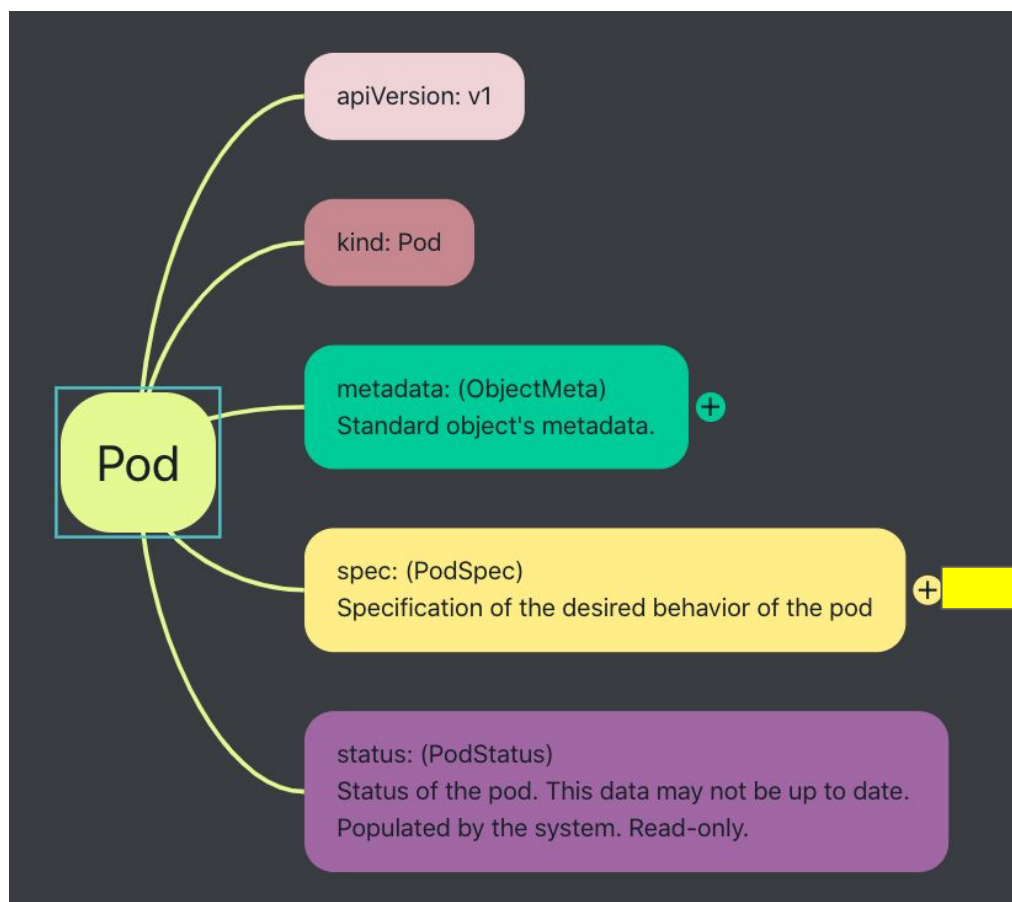 apiVersion: v1
kind: Pod
metadata: (ObjectMeta)
Standard object's metadata.
Pod
spec: (PodSpec)
Specification of the desired behavior of the pod
status: (PodStatus)
Status of the pod. This data may not be up to date.
Populated by the system. Read-only.